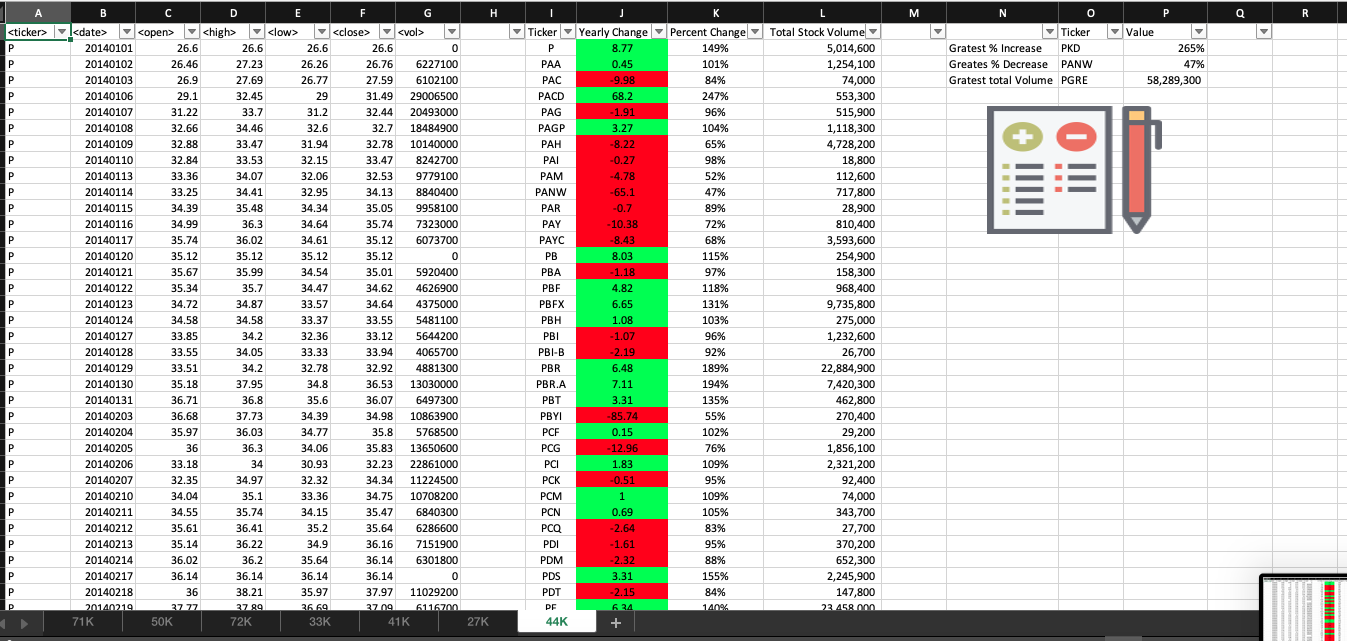 A B C D E F G H I J K L M N O P Q R
<ticker> <date> <open> <high> <low> <close> <vol> Ticker Yearly Change Percent Change Total Stock Volume Ticker Value
P 20140101 26.6 26.6 26.6 26.6 0 P 8.77 149% 5,014,600 Gratest % Increase PKD 265%
P 20140102 26.46 27.23 26.26 26.76 6227100 PAA 0.45 101% 1,254,100 Greates % Decrease PANW 47%
P 20140103 26.9 27.69 26.77 27.59 6102100 PAC -9.98 84% 74,000 Gratest total Volume PGRE 58,289,300
P 20140106 29.1 32.45 29 31.49 29006500 PACD 68.2 247% 553,300
P 20140107 31.22 33.7 31.2 32.44 20493000 PAG -1.91 96% 515,900
P 20140108 32.66 34.46 32.6 32.7 18484900 PAGP 3.27 104% 1,118,300
P 20140109 32.88 33.47 31.94 32.78 10140000 PAH -8.22 65% 4,728,200
P 20140110 32.84 33.53 32.15 33.47 8242700 PAI -0.27 98% 18,800
P 20140113 33.36 34.07 32.06 32.53 9779100 PAM -4.78 52% 112,600
P 20140114 33.25 34.41 32.95 34.13 8840400 PANW -65.1 47% 717,800
P 20140115 34.39 35.48 34.34 35.05 9958100 PAR -0.7 89% 28,900
P 20140116 34.99 36.3 34.64 35.74 7323000 PAY -10.38 72% 810,400
P 20140117 35.74 36.02 34.61 35.12 6073700 PAYC -8.43 68% 3,593,600
P 20140120 35.12 35.12 35.12 35.12 0 PB 8.03 115% 254,900
P 20140121 35.67 35.99 34.54 35.01 5920400 PBA -1.18 97% 158,300
P 20140122 35.34 35.7 34.47 34.62 4626900 PBF 4.82 118% 968,400
P 20140123 34.72 34.87 33.57 34.64 4375000 PBFX 6.65 131% 9,735,800
P 20140124 34.58 34.58 33.37 33.55 5481100 PBH 1.08 103% 275,000
P 20140127 33.85 34.2 32.36 33.12 5644200 PBI -1.07 96% 1,232,600
P 20140128 33.55 34.05 33.33 33.94 4065700 PBI-B -2.19 92% 26,700
P 20140129 33.51 34.2 32.78 32.92 4881300 PBR 6.48 189% 22,884,900
P 20140130 35.18 37.95 34.8 36.53 13030000 PBR.A 7.11 194% 7,420,300
P 20140131 36.71 36.8 35.6 36.07 6497300 PBT 3.31 135% 462,800
P 20140203 36.68 37.73 34.39 34.98 10863900 PBYI -85.74 55% 270,400
P 20140204 35.97 36.03 34.77 35.8 5768500 PCF 0.15 102% 29,200
P 20140205 36 36.3 34.06 35.83 13650600 PCG -12.96 76% 1,856,100
P 20140206 33.18 34 30.93 32.23 22861000 PCI 1.83 109% 2,321,200
P 20140207 32.35 34.97 32.32 34.34 11224500 PCK -0.51 95% 92,400
P 20140210 34.04 35.1 33.36 34.75 10708200 PCM 1 109% 74,000
P 20140211 34.55 35.74 34.15 35.47 6840300 PCN 0.69 105% 343,700
P 20140212 35.61 36.41 35.2 35.64 6286600 PCQ -2.64 83% 27,700
P 20140213 35.14 36.22 34.9 36.16 7151900 PDI -1.61 95% 370,200
P 20140214 36.02 36.2 35.64 36.14 6301800 PDM -2.32 88% 652,300
P 20140217 36.14 36.14 36.14 36.14 0 PDS 3.31 155% 2,245,900
P 20140218 36 38.21 35.97 37.97 11029200 PDT -2.15 84% 147,800
P 20140219 37.77 37.89 36.69 37.09 6116700 PE 6.34 140% 23,458,000
71K 50K 72K 33K 41K 27K 44K +